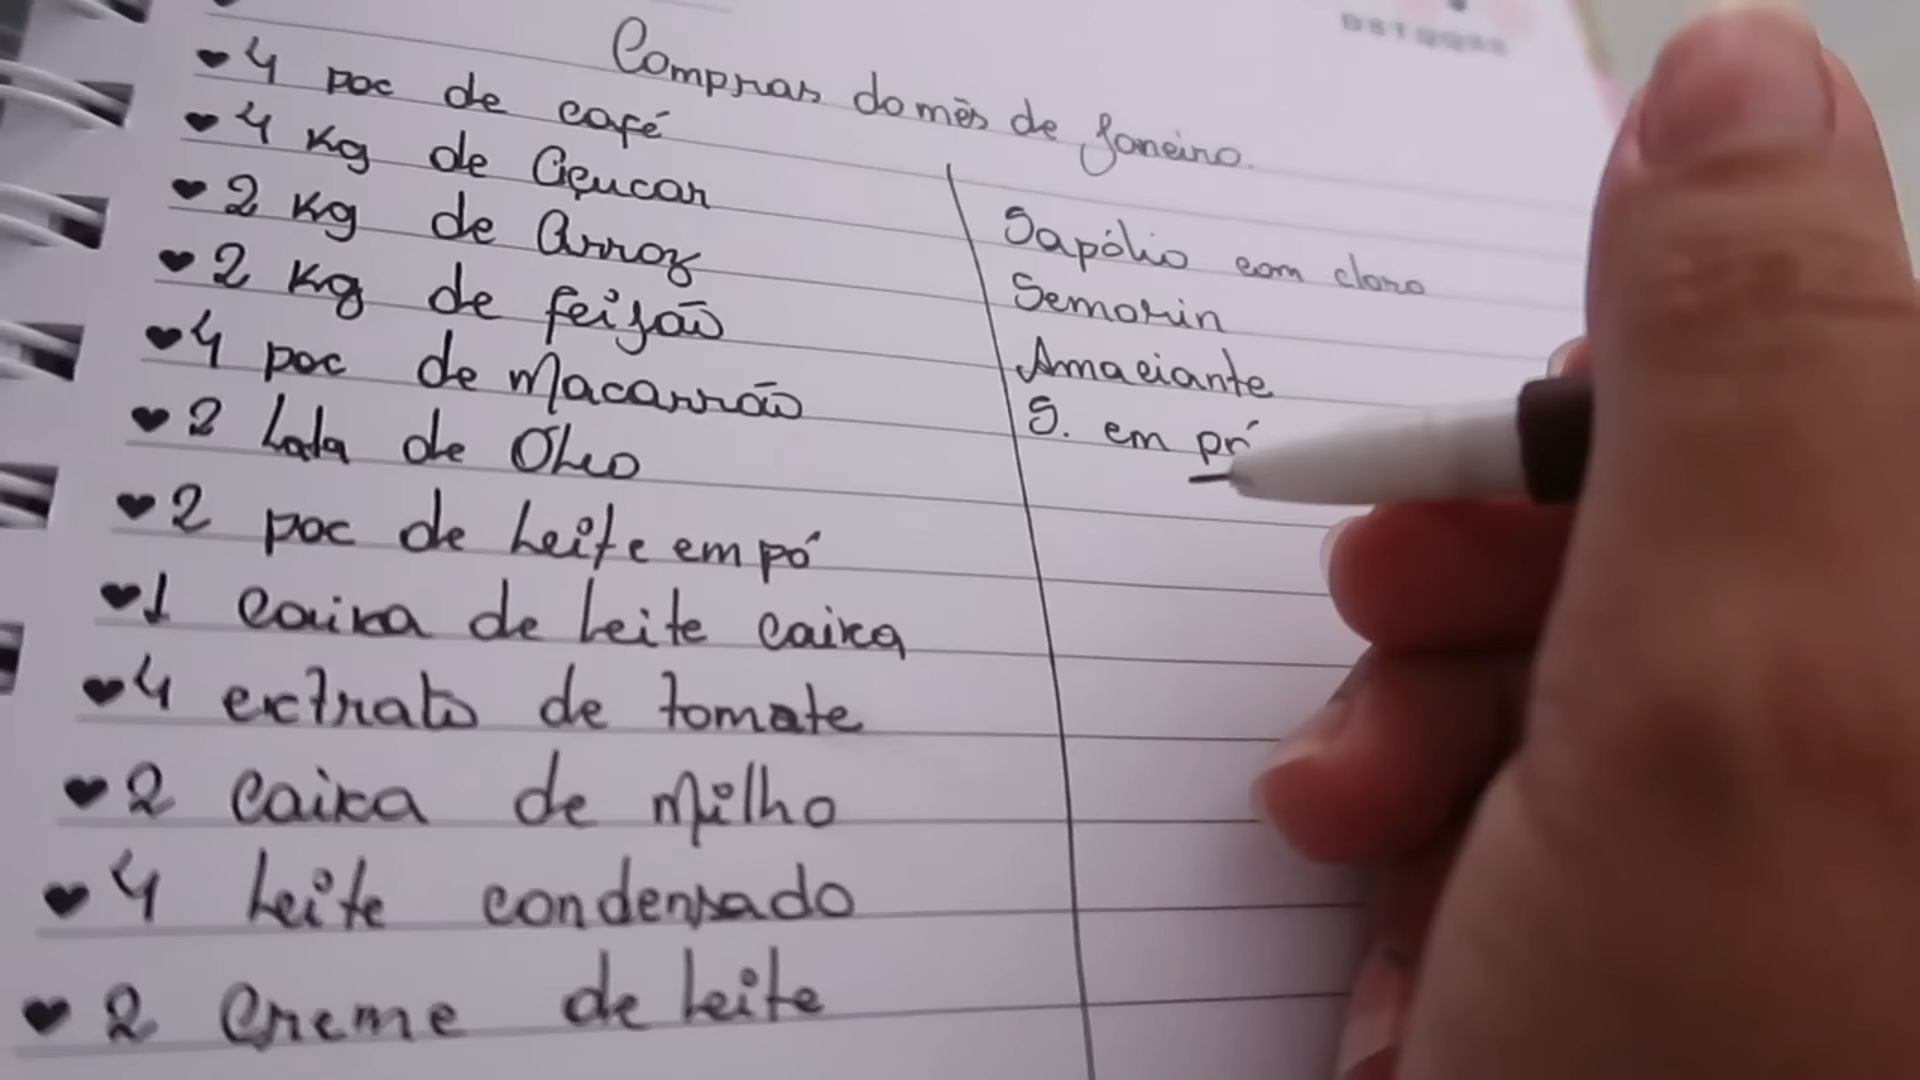 Compras do mês de Janeiro.
4 pac de café
4 Kg de Açucar
2 Kg de Arroz
2 Kg de feijão
4 pac de Macarrão
2 Lata de Óleo
2 pac de Leite em pó
1 Caixa de Leite caixa
4 extrato de tomate
2 Caixa de Milho
4 Leite condensado
2 Creme de Leite
Sapólio com cloro
Semorin
Amaciante
S. em pó